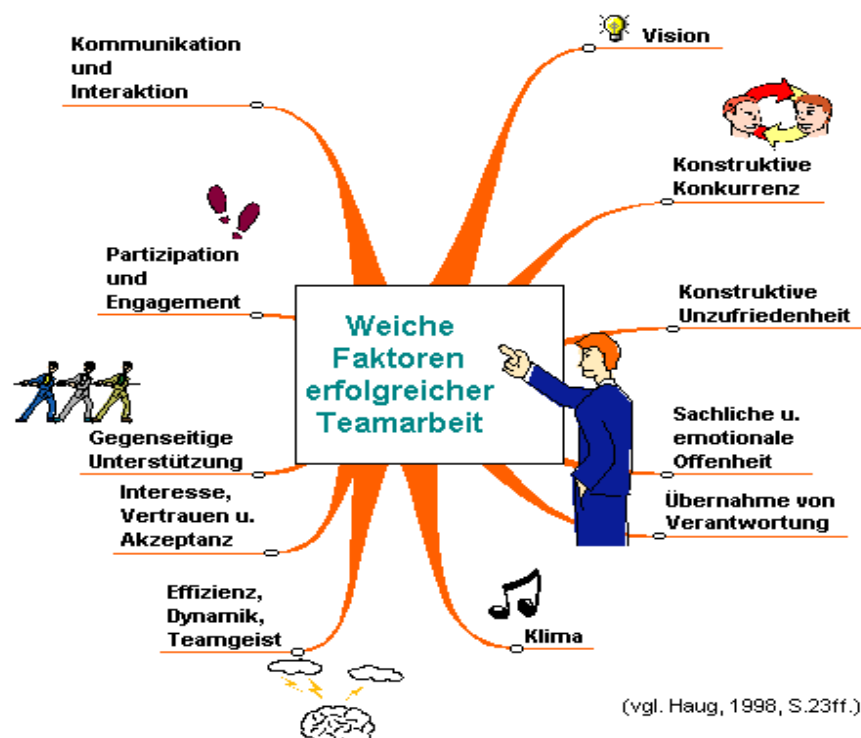 Kommunikation
und
Interaktion
Vision
Konstruktive
Konkurrenz
Partizipation
und
Engagement
Konstruktive
Unzufriedenheit
Weiche
Faktoren
erfolgreicher
Teamarbeit
Gegenseitige
Unterstützung
Sachliche u.
emotionale
Offenheit
Interesse,
Vertrauen u.
Akzeptanz
Übernahme von
Verantwortung
Effizienz,
Dynamik,
Teamgeist
Klima
(vgl. Haug, 1998, S.23ff.)